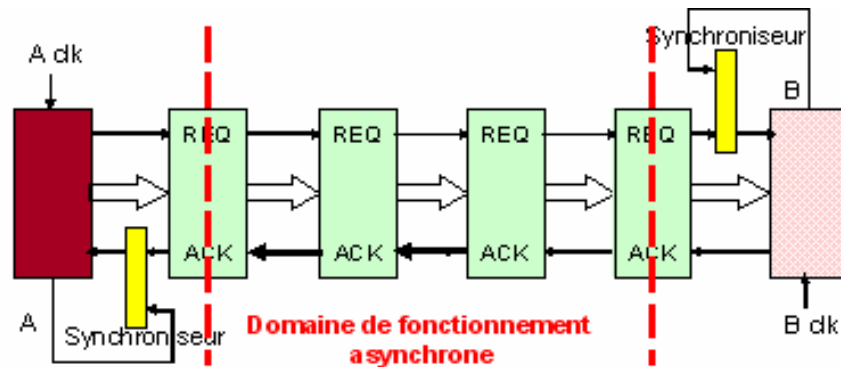 Synchroniseur
A clk
B
REQ REQ REQ REQ
ACK ACK ACK ACK
A
Synchroniseur
Domaine de fonctionnement
asynchrone
B clk